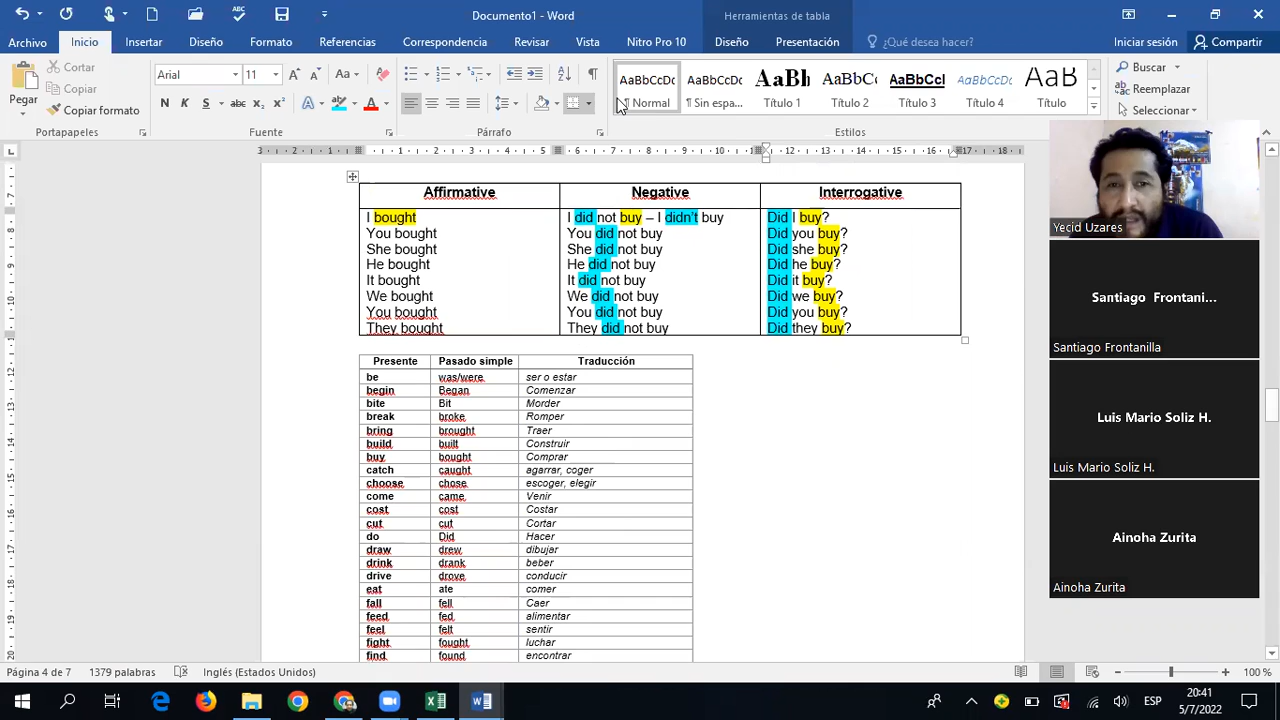 Documento1 - Word
Herramientas de tabla
Archivo Inicio Insertar Diseño Formato Referencias Correspondencia Revisar Vista Nitro Pro 10 Diseño Presentación ¿Qué desea hacer? Iniciar sesión Compartir
Pegar
Cortar
Copiar
Copiar formato
Portapapeles
Arial 11
N K S
Fuente
Párrafo
AaBbCcDc AaBbCcDc AaBb AaBbC AaBbCcI AaBbCcDc AaB
¶ Normal ¶ Sin espa... Título 1 Título 2 Título 3 Título 4 Título
Estilos
Buscar
Reemplazar
Seleccionar
Edición
Affirmative Negative Interrogative
I bought I did not buy – I didn't buy Did I buy?
You bought You did not buy Did you buy?
She bought She did not buy Did she buy?
He bought He did not buy Did he buy?
It bought It did not buy Did it buy?
We bought We did not buy Did we buy?
You bought You did not buy Did you buy?
They bought They did not buy Did they buy?
Presente Pasado simple Traducción
be was/were ser o estar
begin Began Comenzar
bite Bit Morder
break broke Romper
bring brought Traer
build built Construir
buy bought Comprar
catch caught agarrar, coger
choose chose escoger, elegir
come came Venir
cost cost Costar
cut cut Cortar
do Did Hacer
draw drew dibujar
drink drank beber
drive drove conducir
eat ate comer
fall fell Caer
feed fed alimentar
feel felt sentir
fight fought luchar
find found encontrar
Yecid Uzares
Santiago Frontani...
Santiago Frontanilla
Luis Mario Soliz H.
Luis Mario Soliz H.
Ainoha Zurita
Ainoha Zurita
Página 4 de 7 1379 palabras Inglés (Estados Unidos) 100 %
ESP
20:41
5/7/2022